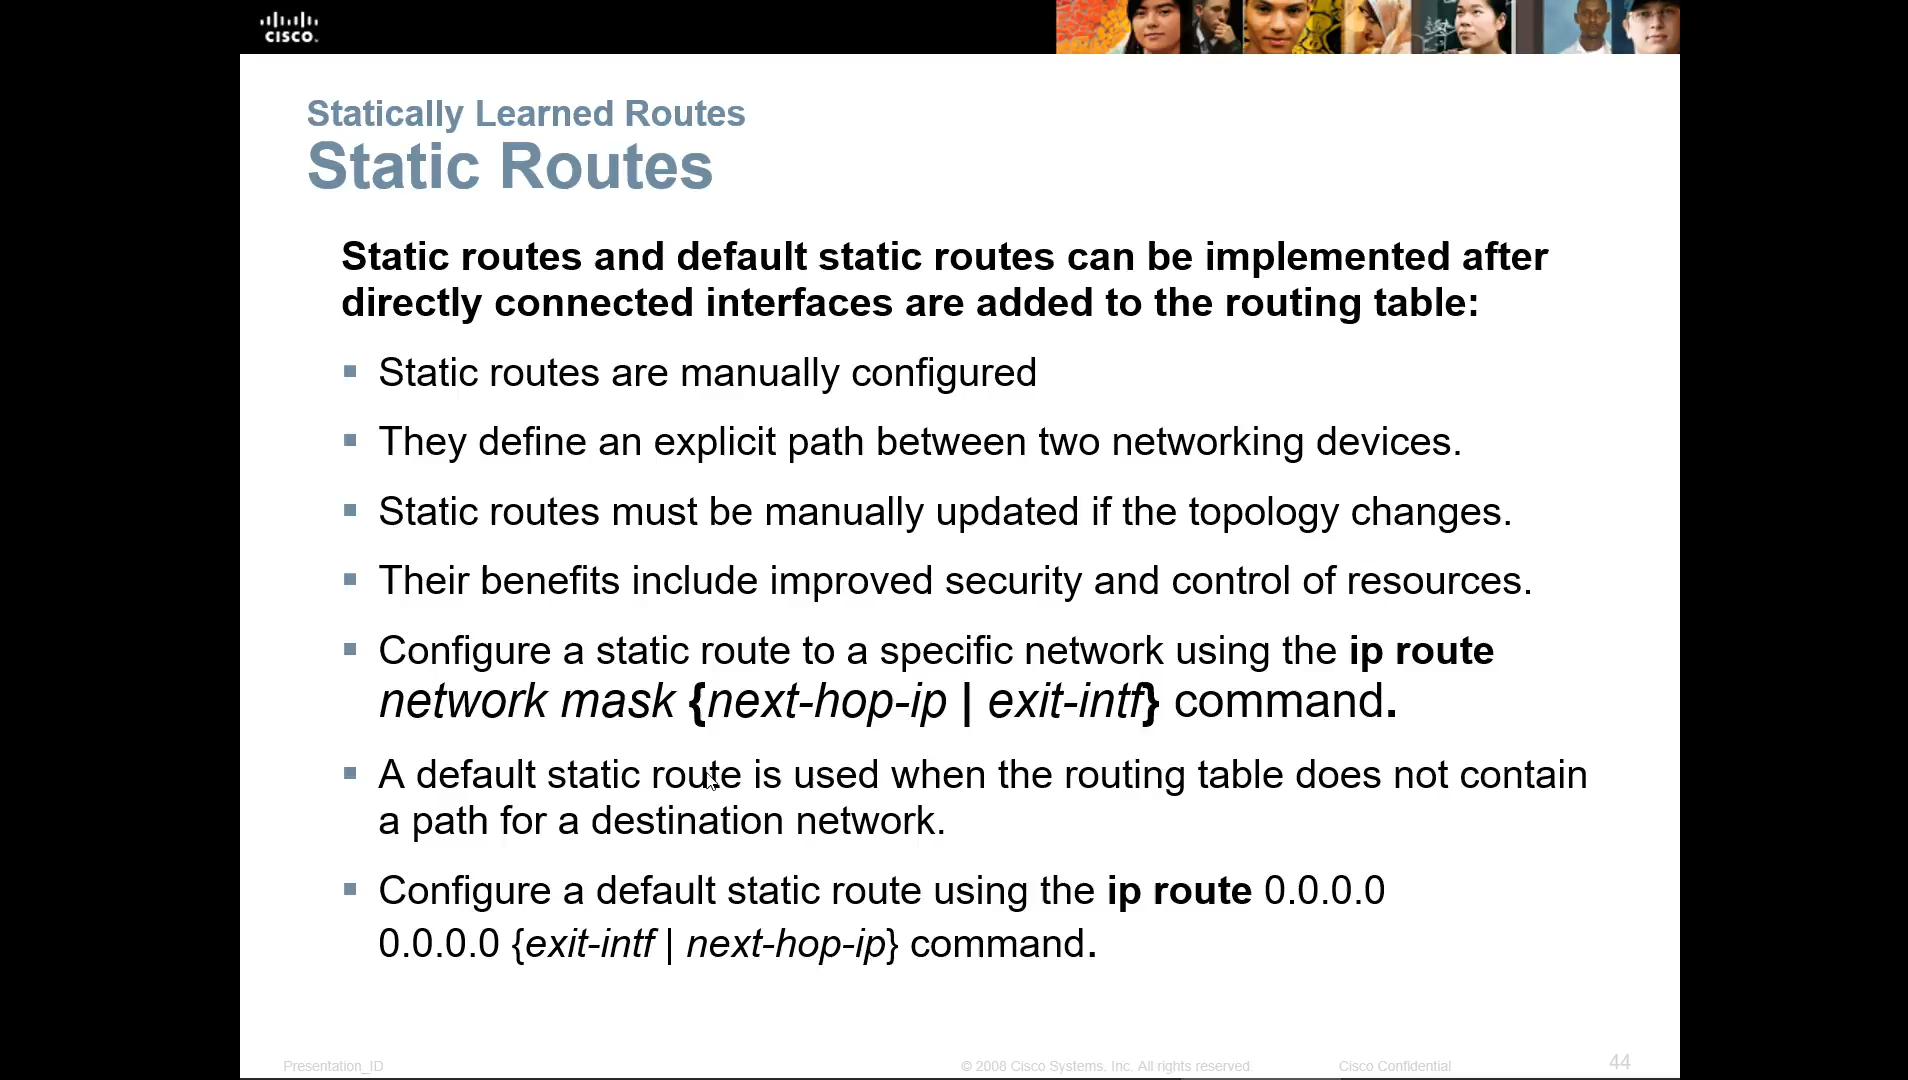 CISCO.
Statically Learned Routes
Static Routes
Static routes and default static routes can be implemented after
directly connected interfaces are added to the routing table:
▪ Static routes are manually configured
▪ They define an explicit path between two networking devices.
▪ Static routes must be manually updated if the topology changes.
▪ Their benefits include improved security and control of resources.
▪ Configure a static route to a specific network using the ip route
network mask {next-hop-ip | exit-intf} command.
▪ A default static route is used when the routing table does not contain
a path for a destination network.
▪ Configure a default static route using the ip route 0.0.0.0
0.0.0.0 {exit-intf | next-hop-ip} command.
Presentation_ID © 2008 Cisco Systems, Inc. All rights reserved. Cisco Confidential 44